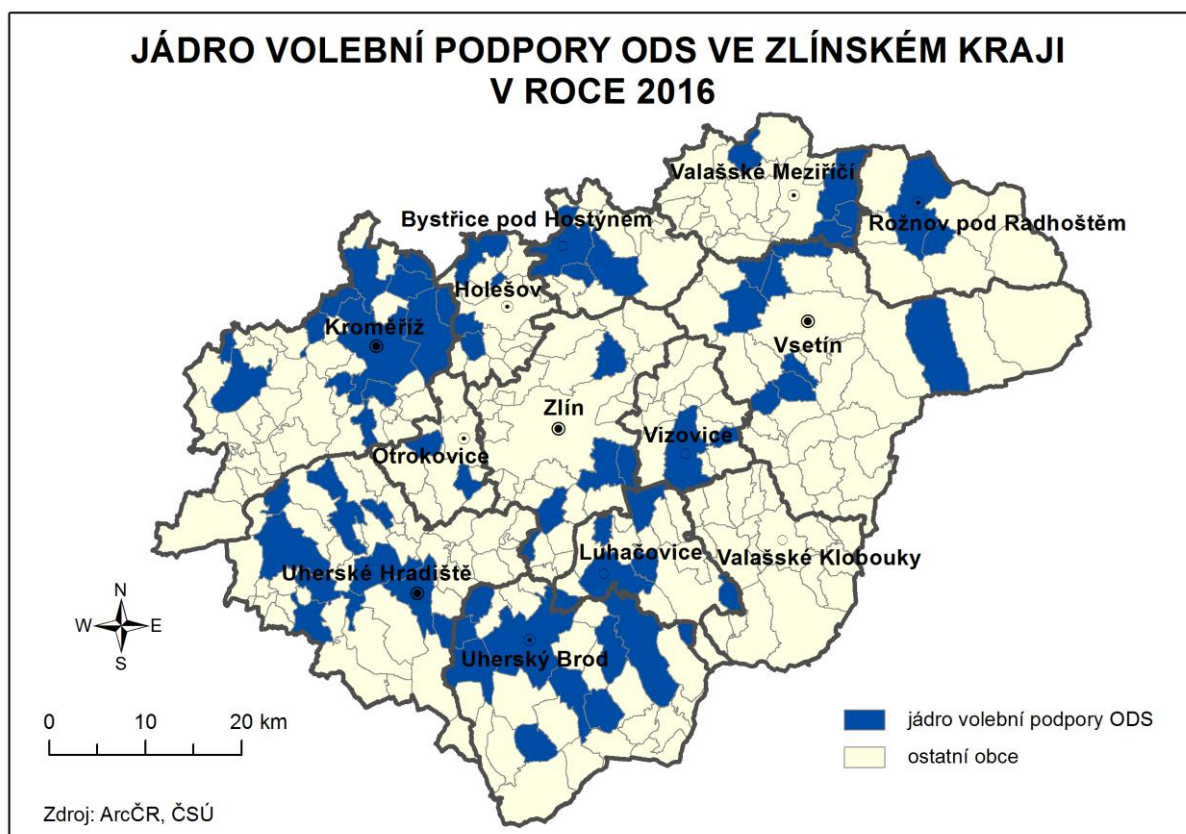 JÁDRO VOLEBNÍ PODPORY ODS VE ZLÍNSKÉM KRAJI
V ROCE 2016
Valašské Meziříčí
Bystřice pod Hostýnem
Rožnov pod Radhoštěm
Holešov
Kroměříž
Vsetín
Zlín
Vizovice
Otrokovice
Luhačovice
Valašské Klobouky
Uherské Hradiště
N
W E
S
Uherský Brod
0 10 20 km
jádro volební podpory ODS
ostatní obce
Zdroj: ArcČR, ČSÚ